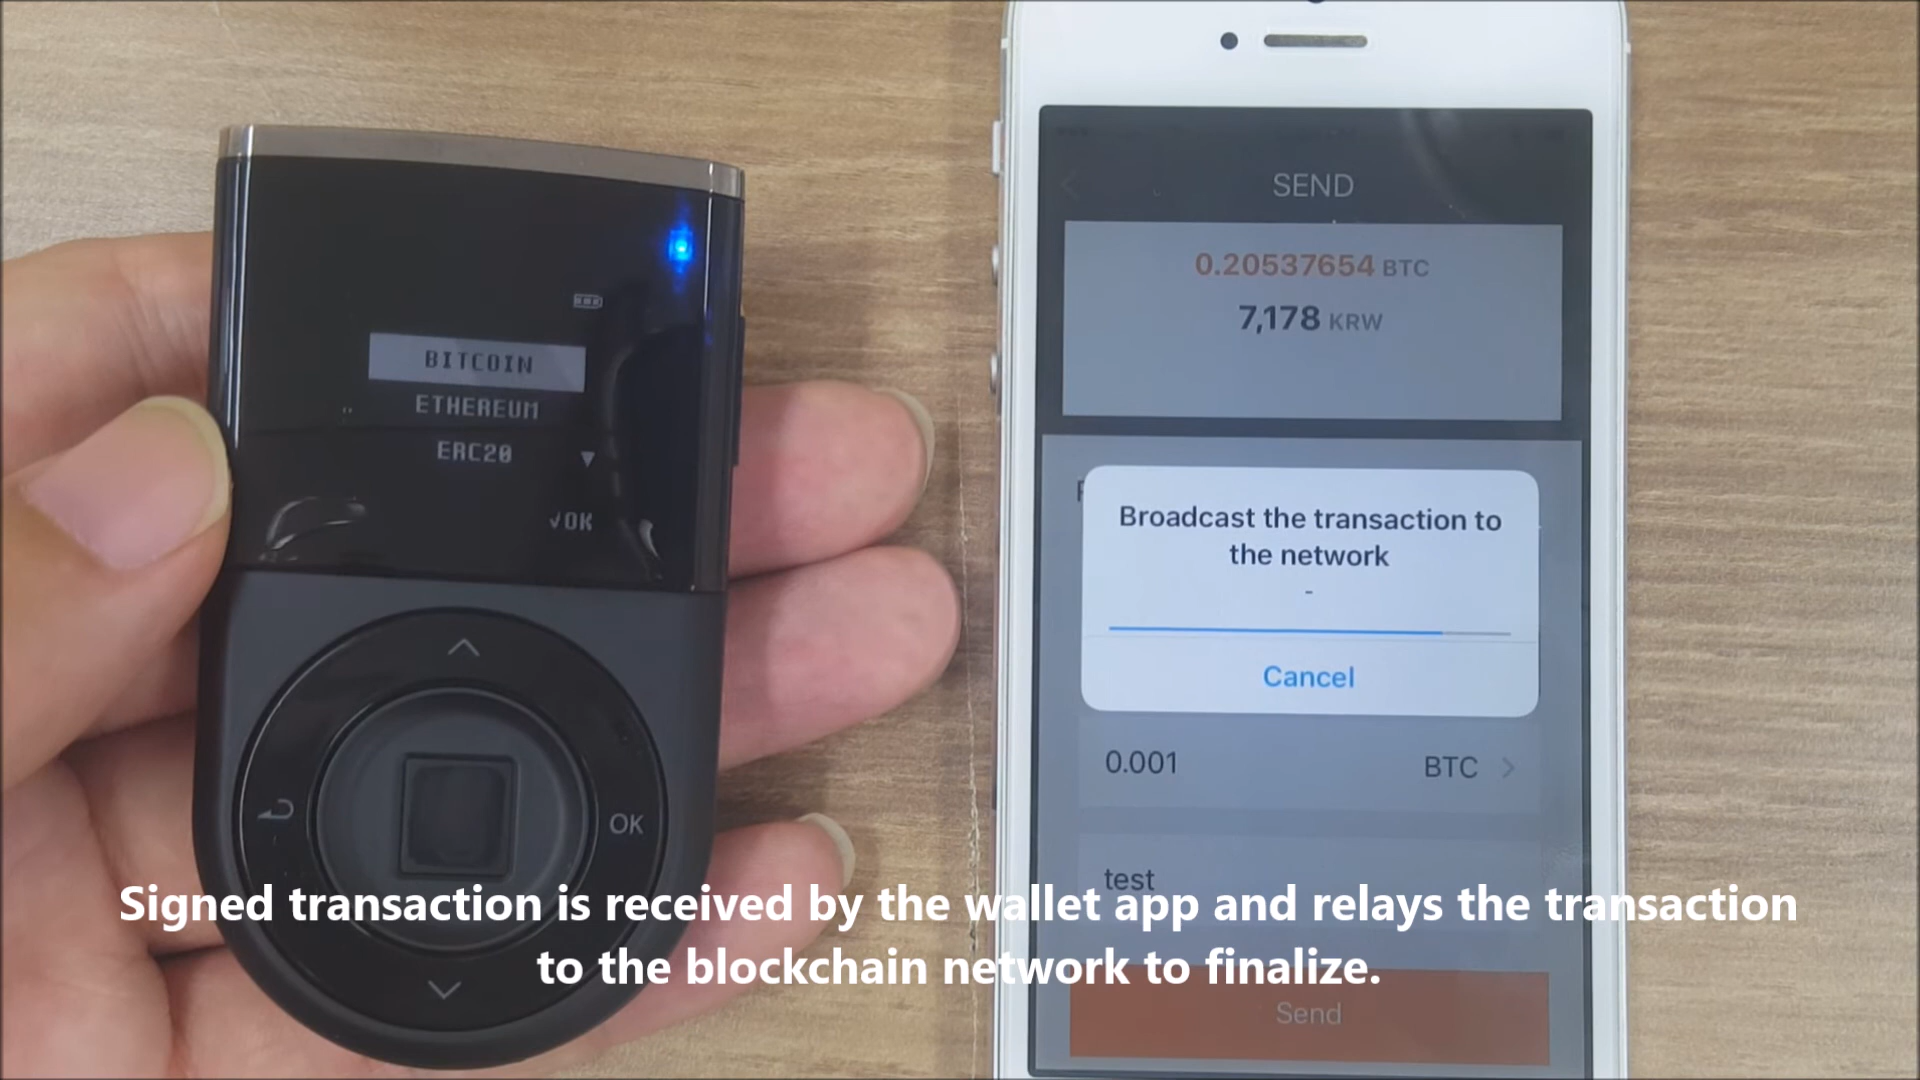 BITCOIN
ETHEREUM
ERC20
√OK
OK
SEND
0.20537654 BTC
7,178 KRW
Broadcast the transaction to
the network
-
Cancel
0.001 BTC
test
Send
Signed transaction is received by the wallet app and relays the transaction
to the blockchain network to finalize.